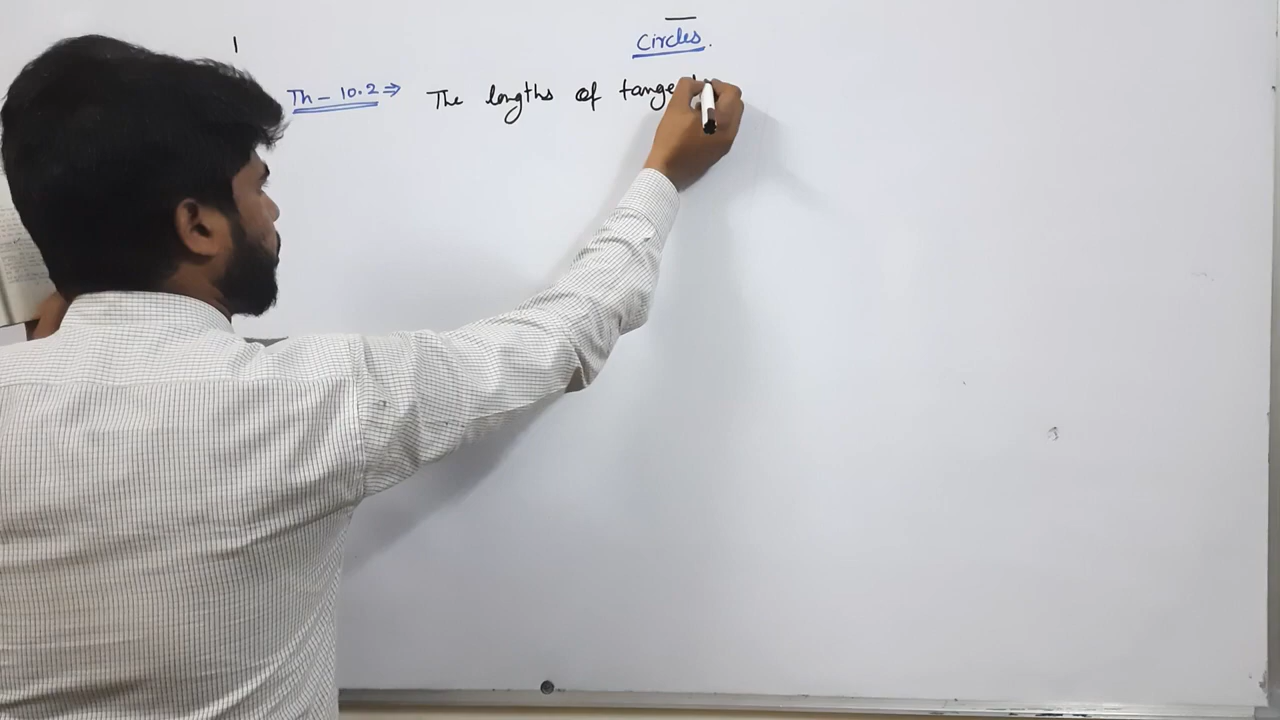 Circles.
Th - 10.2 ⇒ The lengths of tange